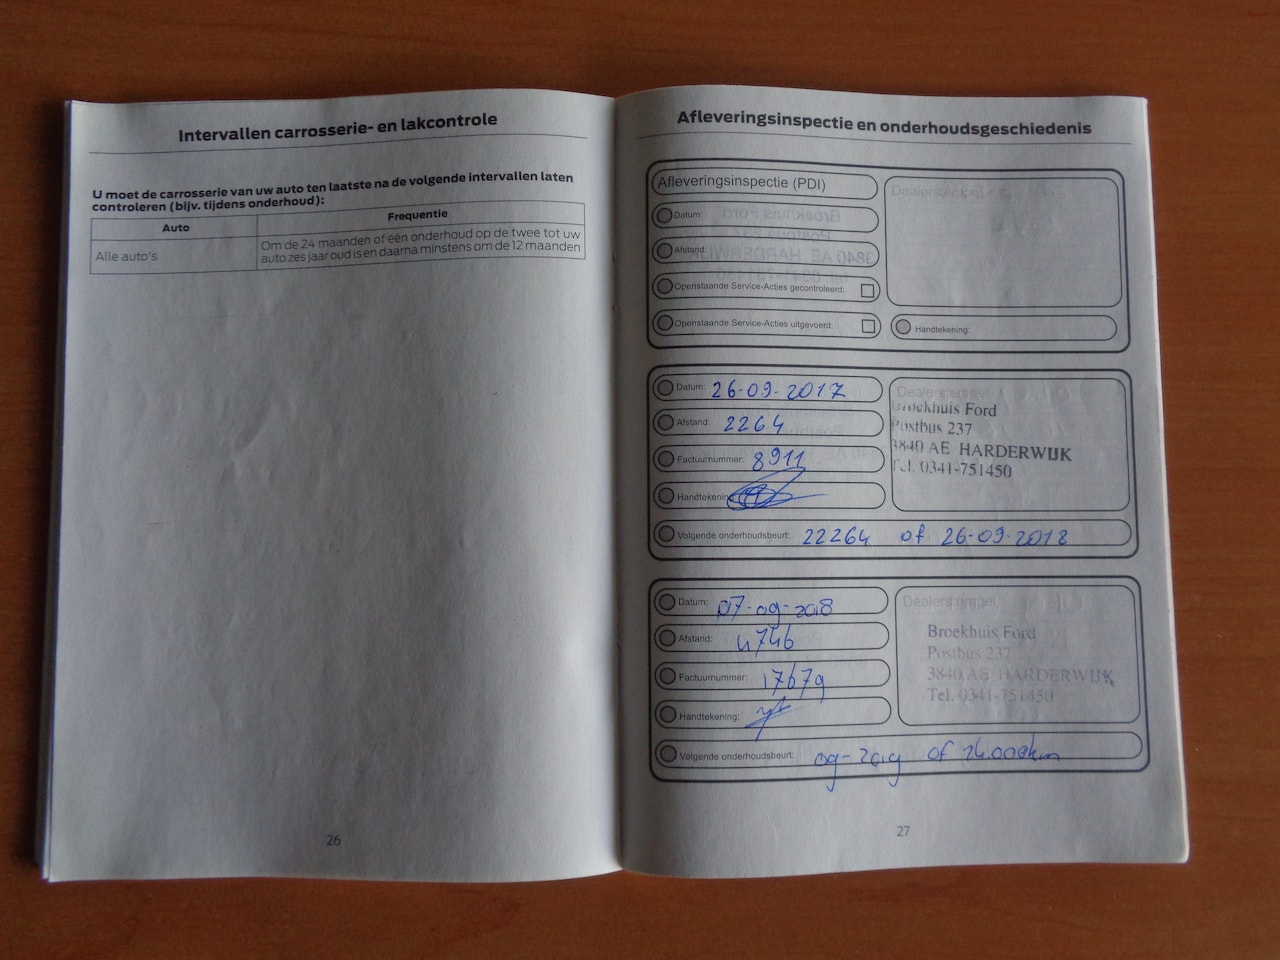 Intervallen carrosserie- en lakcontrole
U moet de carrosserie van uw auto ten laatste na de volgende intervallen laten
controleren (bijv. tijdens onderhoud):
Auto
Frequentie
Alle auto's
Om de 24 maanden of één onderhoud op de twee tot uw
auto zes jaar oud is en daarna minstens om de 12 maanden
26
Afleveringsinspectie en onderhoudsgeschiedenis
Afleveringsinspectie (PDI)
Dealerstempel
Datum:
Afstand:
Openstaande Service-Acties gecontroleerd:
Openstaande Service-Acties uitgevoerd:
Handtekening:
Datum: 26-09-2017
Afstand: 2264
Factuurnummer: 8911
Handtekening
Dealerstempel
Broekhuis Ford
Postbus 237
3840 AE HARDERWIJK
Tel. 0341-751450
Volgende onderhoudsbeurt: 22264 of 26-09-2018
Datum: 07-09-2018
Afstand: 4746
Factuurnummer: 17679
Handtekening:
Dealerstempel
Broekhuis Ford
Postbus 237
3840 AE HARDERWIJK
Tel. 0341-751450
Volgende onderhoudsbeurt: 09-2019 of 24.000km
27